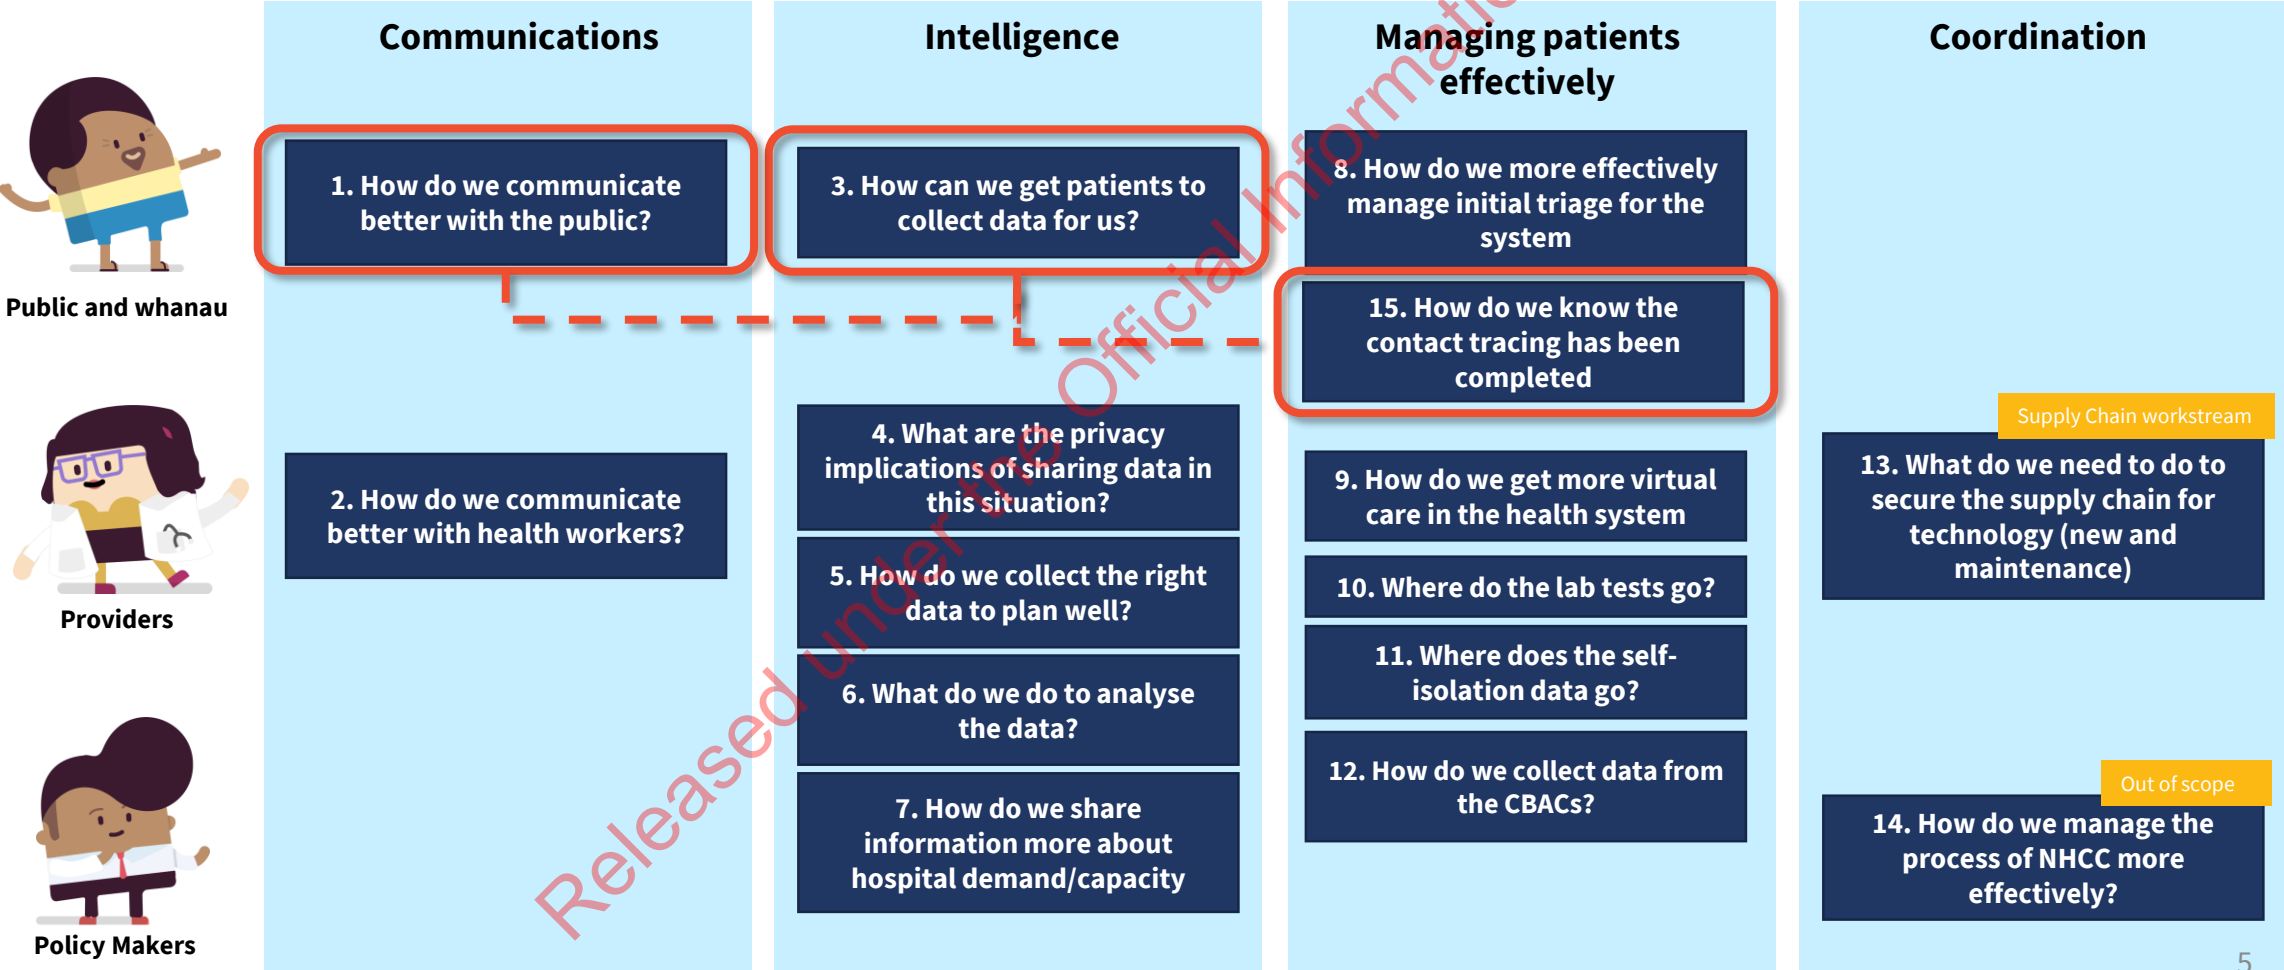 Communications
Intelligence
Managing patients
effectively
Coordination
Public and whanau
1. How do we communicate
better with the public?
3. How can we get patients to
collect data for us?
8. How do we more effectively
manage initial triage for the
system
15. How do we know the
contact tracing has been
completed
Providers
2. How do we communicate
better with health workers?
4. What are the privacy
implications of sharing data in
this situation?
5. How do we collect the right
data to plan well?
6. What do we do to analyse
the data?
7. How do we share
information more about
hospital demand/capacity
9. How do we get more virtual
care in the health system
10. Where do the lab tests go?
11. Where does the self-
isolation data go?
12. How do we collect data from
the CBACs?
Supply Chain workstream
13. What do we need to do to
secure the supply chain for
technology (new and
maintenance)
Policy Makers
Out of scope
14. How do we manage the
process of NHCC more
effectively?
Released under the Official Informatio
5